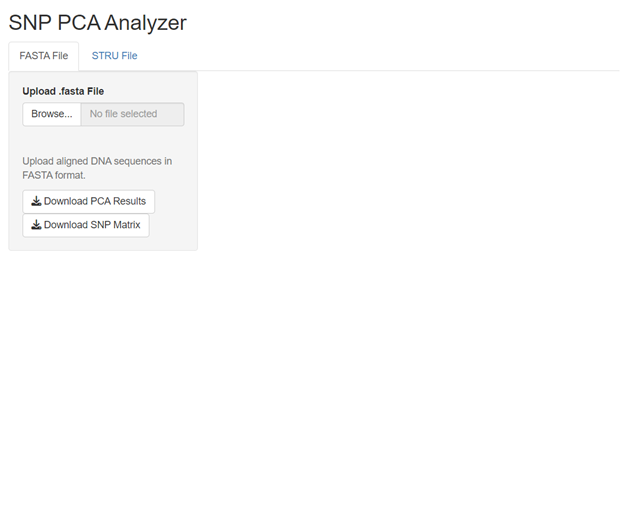 SNP PCA Analyzer
FASTA File
STRU File
Upload .fasta File
Browse...
No file selected
Upload aligned DNA sequences in
FASTA format.
Download PCA Results
Download SNP Matrix